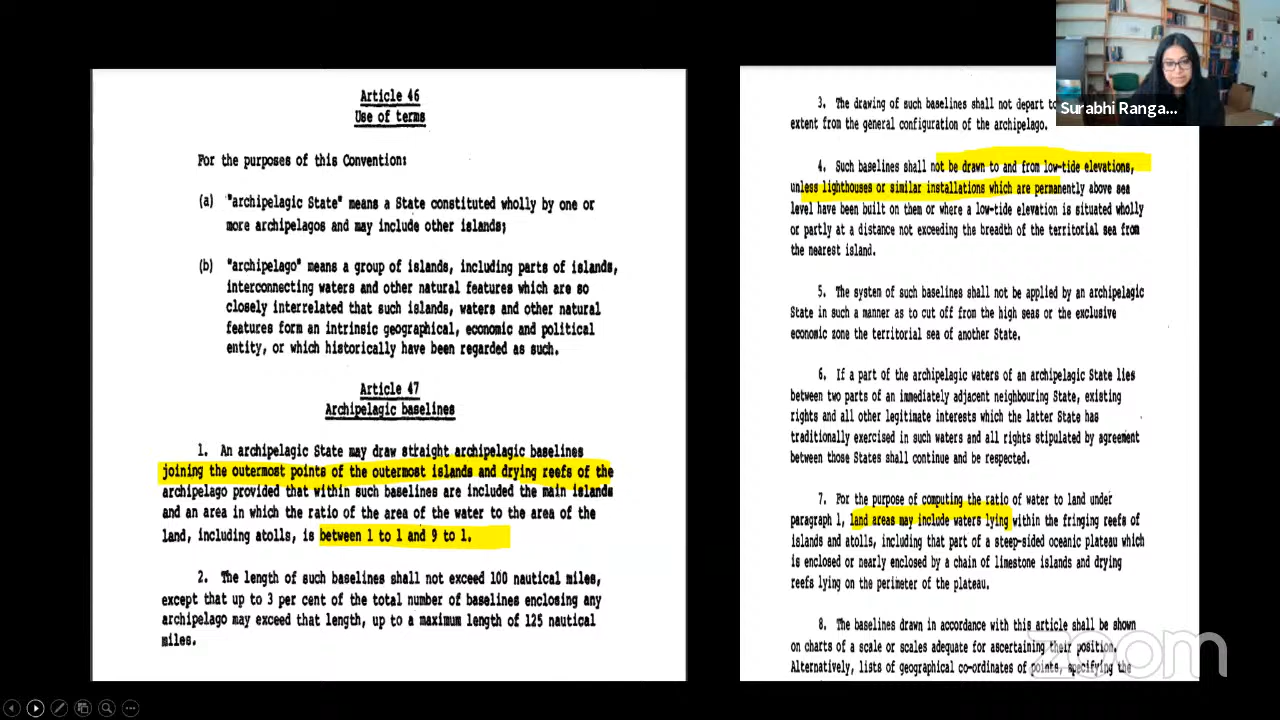 Article 46
Use of terms
For the purposes of this Convention:
(a) "archipelagic State" means a State constituted wholly by one or
more archipelagos and may include other islands;
(b) "archipelago" means a group of islands, including parts of islands,
interconnecting waters and other natural features which are so
closely interrelated that such islands, waters and other natural
features form an intrinsic geographical, economic and political
entity, or which historically have been regarded as such.
Article 47
Archipelagic baselines
1. An archipelagic State may draw straight archipelagic baselines
joining the outermost points of the outermost islands and drying reefs of the
archipelago provided that within such baselines are included the main islands
and an area in which the ratio of the area of the water to the area of the
land, including atolls, is between 1 to 1 and 9 to 1.
2. The length of such baselines shall not exceed 100 nautical miles,
except that up to 3 per cent of the total number of baselines enclosing any
archipelago may exceed that length, up to a maximum length of 125 nautical
miles.
3. The drawing of such baselines shall not depart to
extent from the general configuration of the archipelago.
4. Such baselines shall not be drawn to and from low-tide elevations,
unless lighthouses or similar installations which are permanently above sea
level have been built on them or where a low-tide elevation is situated wholly
or partly at a distance not exceeding the breadth of the territorial sea from
the nearest island.
5. The system of such baselines shall not be applied by an archipelagic
State in such a manner as to cut off from the high seas or the exclusive
economic zone the territorial sea of another State.
6. If a part of the archipelagic waters of an archipelagic State lies
between two parts of an immediately adjacent neighbouring State, existing
rights and all other legitimate interests which the latter State has
traditionally exercised in such waters and all rights stipulated by agreement
between those States shall continue and be respected.
7. For the purpose of computing the ratio of water to land under
paragraph 1, land areas may include waters lying within the fringing reefs of
islands and atolls, including that part of a steep-sided oceanic plateau which
is enclosed or nearly enclosed by a chain of limestone islands and drying
reefs lying on the perimeter of the plateau.
8. The baselines drawn in accordance with this article shall be shown
on charts of a scale or scales adequate for ascertaining their position.
Alternatively, lists of geographical co-ordinates of points, specifying the
Surabhi Ranga...
zoom